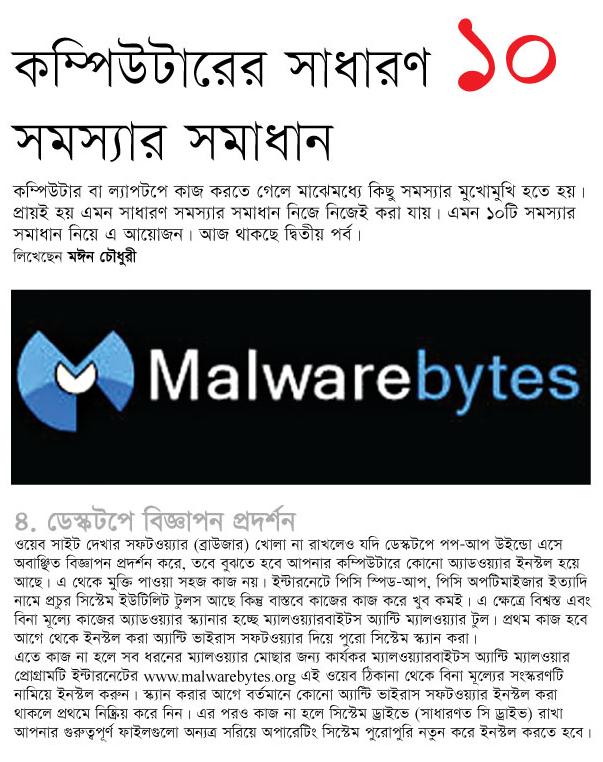 কম্পিউটারের সাধারণ ১০
সমস্যার সমাধান
কম্পিউটার বা ল্যাপটপে কাজ করতে গেলে মাঝেমধ্যে কিছু সমস্যার মুখোমুখি হতে হয়।
প্রায়ই হয় এমন সাধারণ সমস্যার সমাধান নিজে নিজেই করা যায়। এমন ১০টি সমস্যার
সমাধান নিয়ে এ আয়োজন। আজ থাকছে দ্বিতীয় পর্ব।
লিখেছেন মঈন চৌধুরী
Malwarebytes
৪. ডেস্কটপে বিজ্ঞাপন প্রদর্শন
ওয়েব সাইট দেখার সফটওয়্যার (ব্রাউজার) খোলা না রাখলেও যদি ডেস্কটপে পপ-আপ উইন্ডো এসে
অবাঞ্ছিত বিজ্ঞাপন প্রদর্শন করে, তবে বুঝতে হবে আপনার কম্পিউটারে কোনো অ্যাডওয়্যার ইনস্টল হয়ে
আছে। এ থেকে মুক্তি পাওয়া সহজ কাজ নয়। ইন্টারনেটে পিসি স্পিড-আপ, পিসি অপটিমাইজার ইত্যাদি
নামে প্রচুর সিস্টেম ইউটিলিট টুলস আছে কিন্তু বাস্তবে কাজের কাজ করে খুব কমই। এ ক্ষেত্রে বিশ্বস্ত এবং
বিনা মূল্যে কাজের অ্যাডওয়্যার স্ক্যানার হচ্ছে ম্যালওয়্যারবাইটস অ্যান্টি ম্যালওয়্যার টুল। প্রথম কাজ হবে
আগে থেকে ইনস্টল করা অ্যান্টি ভাইরাস সফটওয়্যার দিয়ে পুরো সিস্টেম স্ক্যান করা।
এতে কাজ না হলে সব ধরনের ম্যালওয়্যার মোছার জন্য কার্যকর ম্যালওয়্যারবাইটস অ্যান্টি ম্যালওয়ার
প্রোগ্রামটি ইন্টারনেটের www.malwarebytes.org এই ওয়েব ঠিকানা থেকে বিনা মূল্যের সংস্করণটি
নামিয়ে ইনস্টল করুন। স্ক্যান করার আগে বর্তমানে কোনো অ্যান্টি ভাইরাস সফটওয়্যার ইনস্টল করা
থাকলে প্রথমে নিষ্ক্রিয় করে নিন। এর পরও কাজ না হলে সিস্টেম ড্রাইভে (সাধারণত সি ড্রাইভ) রাখা
আপনার গুরুত্বপূর্ণ ফাইলগুলো অন্যত্র সরিয়ে অপারেটিং সিস্টেম পুরোপুরি নতুন করে ইনস্টল করতে হবে।